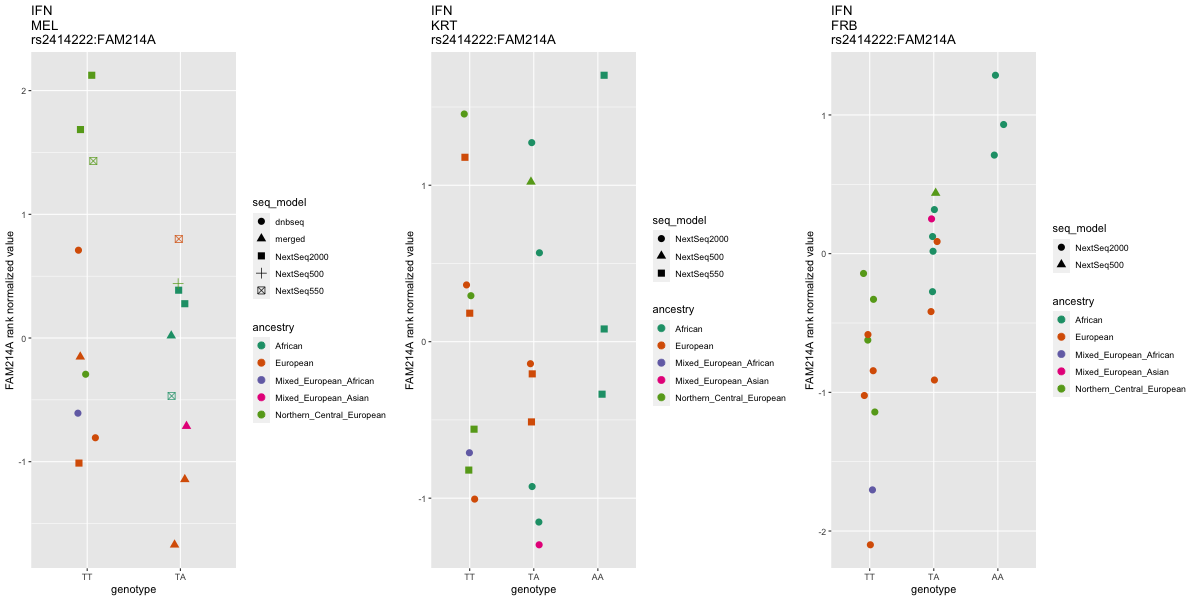 IFN
MEL
rs2414222:FAM214A
FAM214A rank normalized value
2
1
0
-1
TT
TA
genotype
seq_model
dnbseq
merged
NextSeq2000
NextSeq500
NextSeq550
ancestry
African
European
Mixed_European_African
Mixed_European_Asian
Northern_Central_European
IFN
KRT
rs2414222:FAM214A
FAM214A rank normalized value
1
0
-1
TT
TA
AA
genotype
seq_model
NextSeq2000
NextSeq500
NextSeq550
ancestry
African
European
Mixed_European_African
Mixed_European_Asian
Northern_Central_European
IFN
FRB
rs2414222:FAM214A
FAM214A rank normalized value
1
0
-1
-2
TT
TA
AA
genotype
seq_model
NextSeq2000
NextSeq500
ancestry
African
European
Mixed_European_African
Mixed_European_Asian
Northern_Central_European